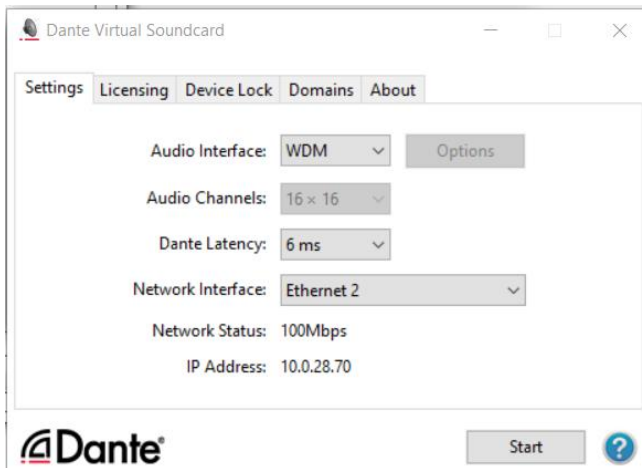 Dante Virtual Soundcard
Settings Licensing Device Lock Domains About
Audio Interface: WDM Options
Audio Channels: 16 × 16
Dante Latency: 6 ms
Network Interface: Ethernet 2
Network Status: 100Mbps
IP Address: 10.0.28.70
Dante® Start ?